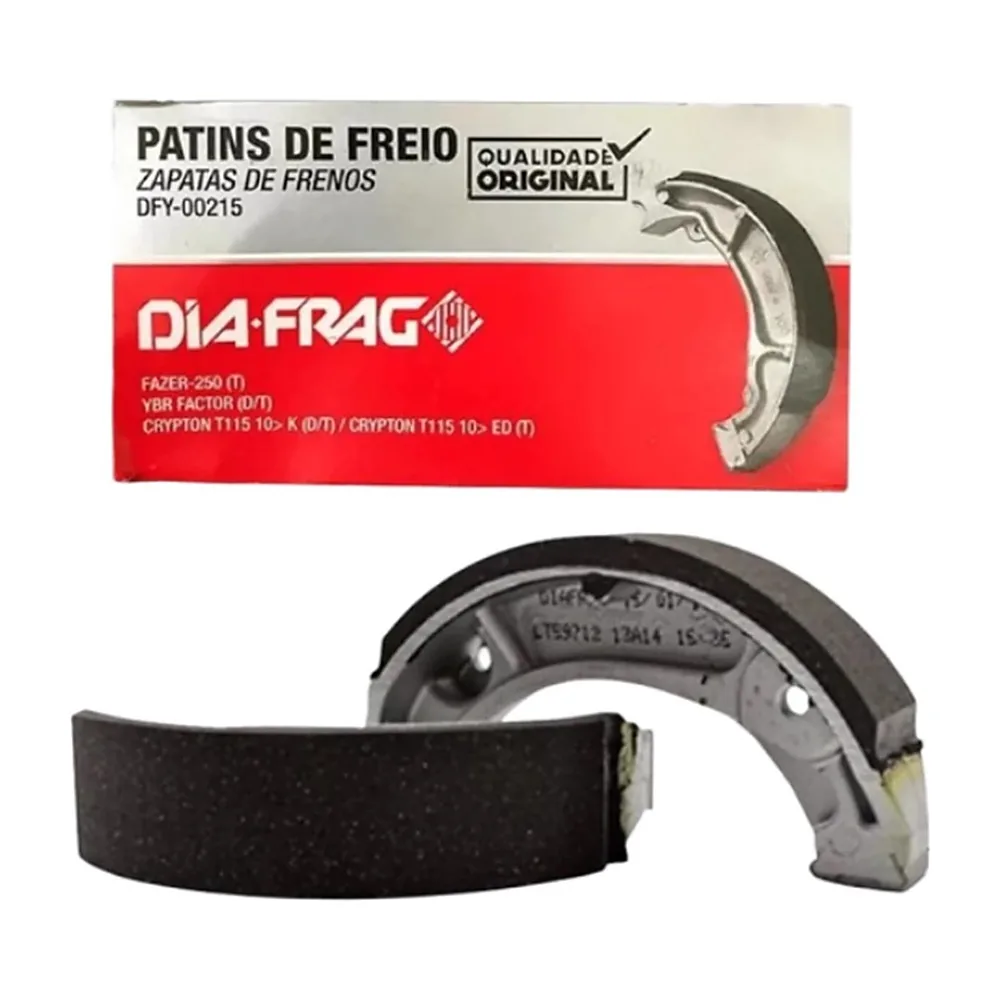 PATINS DE FREIO
ZAPATAS DE FRENOS
DFY-00215
QUALIDADE
ORIGINAL
DIA-FRAG
FAZER-250 (T)
YBR FACTOR (D/T)
CRYPTON T115 10> K (D/T) / CRYPTON T115 10> ED (T)
13A14